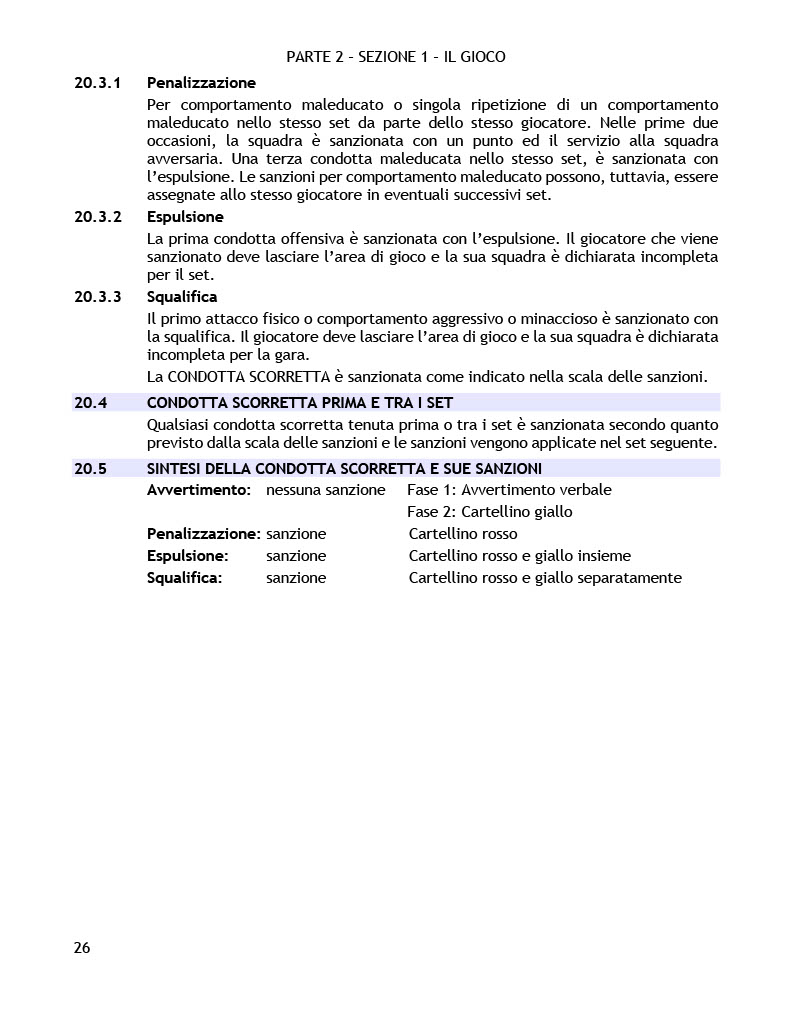 PARTE 2 – SEZIONE 1 – IL GIOCO
20.3.1 Penalizzazione
Per comportamento maleducato o singola ripetizione di un comportamento
maleducato nello stesso set da parte dello stesso giocatore. Nelle prime due
occasioni, la squadra è sanzionata con un punto ed il servizio alla squadra
avversaria. Una terza condotta maleducata nello stesso set, è sanzionata con
l’espulsione. Le sanzioni per comportamento maleducato possono, tuttavia, essere
assegnate allo stesso giocatore in eventuali successivi set.
20.3.2 Espulsione
La prima condotta offensiva è sanzionata con l’espulsione. Il giocatore che viene
sanzionato deve lasciare l’area di gioco e la sua squadra è dichiarata incompleta
per il set.
20.3.3 Squalifica
Il primo attacco fisico o comportamento aggressivo o minaccioso è sanzionato con
la squalifica. Il giocatore deve lasciare l’area di gioco e la sua squadra è dichiarata
incompleta per la gara.
La CONDOTTA SCORRETTA è sanzionata come indicato nella scala delle sanzioni.
20.4 CONDOTTA SCORRETTA PRIMA E TRA I SET
Qualsiasi condotta scorretta tenuta prima o tra i set è sanzionata secondo quanto
previsto dalla scala delle sanzioni e le sanzioni vengono applicate nel set seguente.
20.5 SINTESI DELLA CONDOTTA SCORRETTA E SUE SANZIONI
Avvertimento: nessuna sanzione Fase 1: Avvertimento verbale
Fase 2: Cartellino giallo
Penalizzazione: sanzione Cartellino rosso
Espulsione: sanzione Cartellino rosso e giallo insieme
Squalifica: sanzione Cartellino rosso e giallo separatamente
26